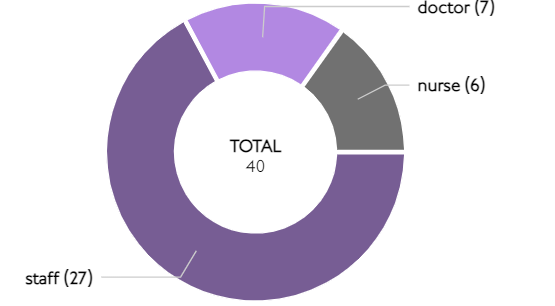 doctor (7)
nurse (6)
TOTAL
40
staff (27)